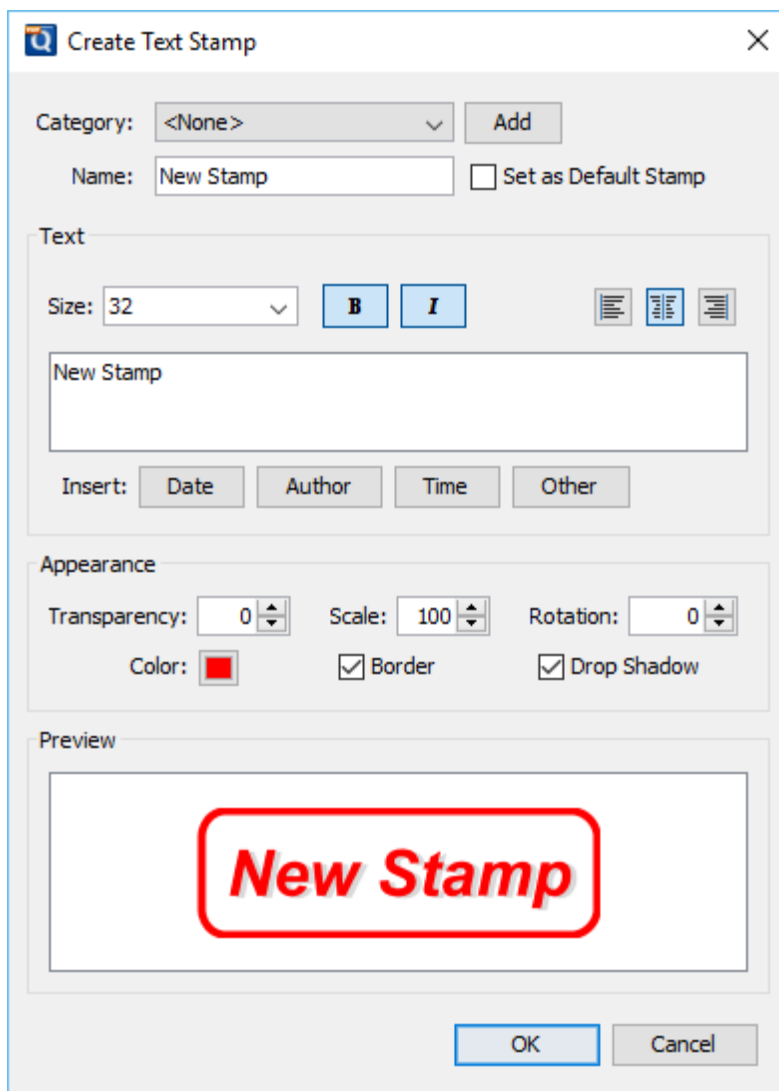 Create Text Stamp
Category: <None> Add
Name: New Stamp Set as Default Stamp
Text
Size: 32 B I
New Stamp
Insert: Date Author Time Other
Appearance
Transparency: 0 Scale: 100 Rotation: 0
Color: Border Drop Shadow
Preview
New Stamp
OK Cancel